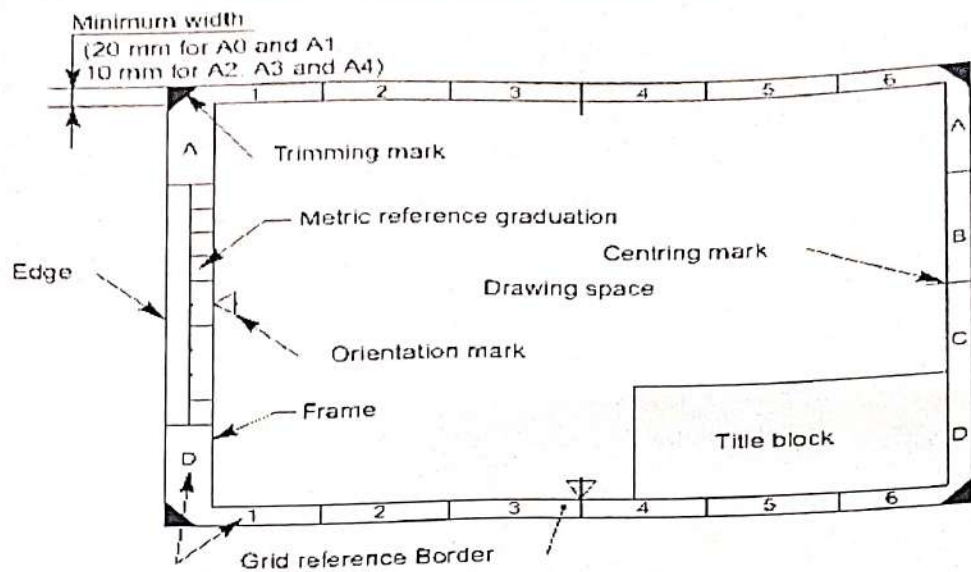 Minimum width
(20 mm for A0 and A1
10 mm for A2. A3 and A4)
1 2 3 4 5 6
A
A
Trimming mark
Metric reference graduation
B
Centring mark
Edge
Drawing space
C
Orientation mark
Frame
Title block
D
D
1 2 3 4 5 6
Grid reference Border